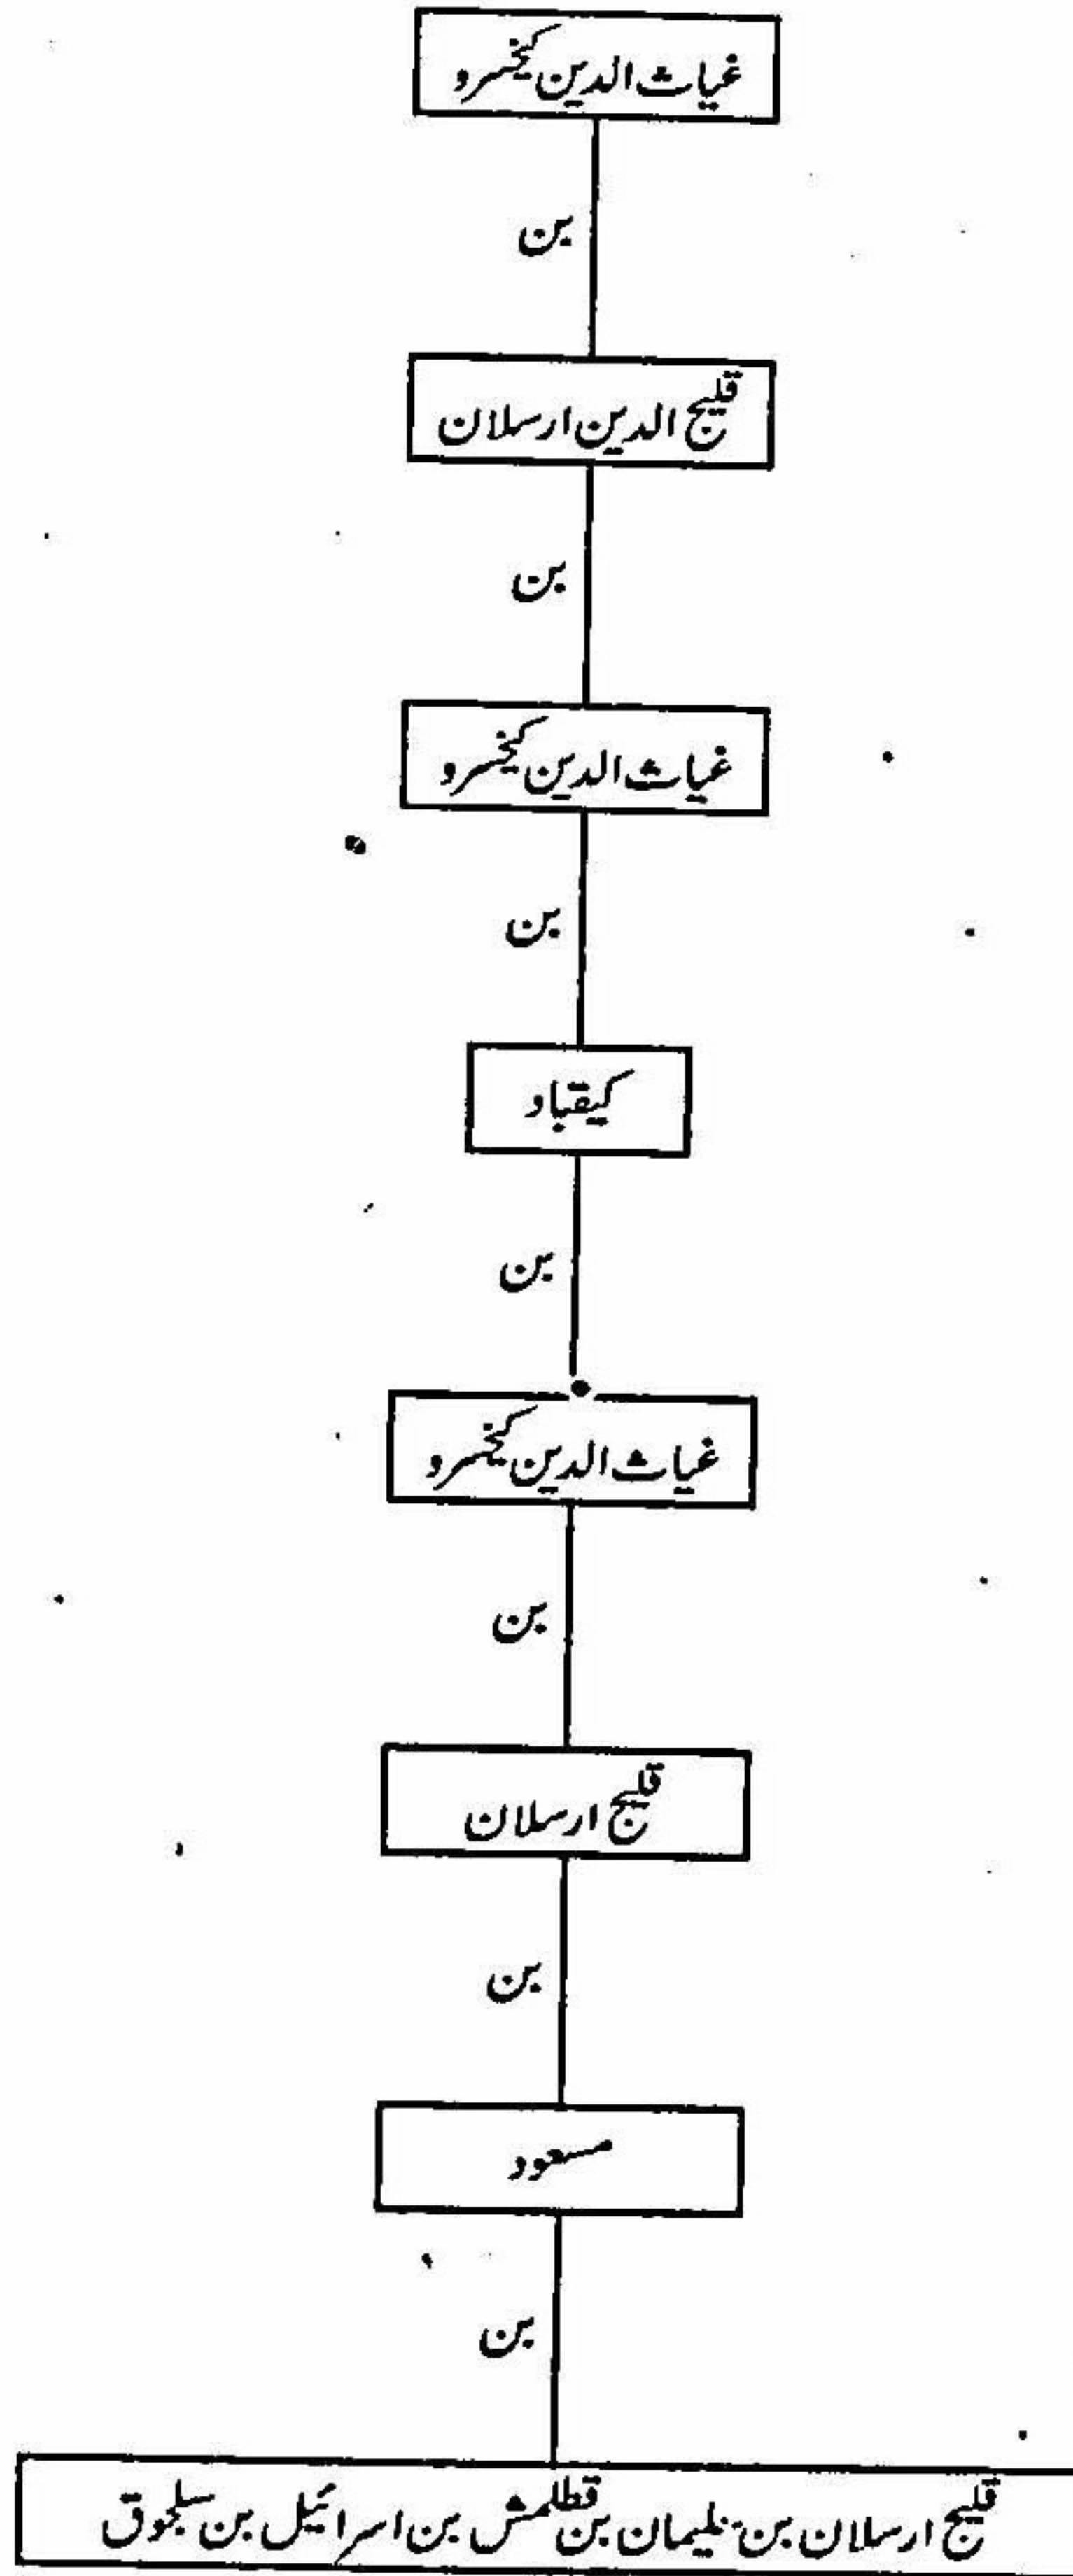 غیاث الدین کیخسرو
بن
قلیج الدین ارسلان
بن
غیاث الدین کیخسرو
بن
کیقباد
بن
غیاث الدین کیخسرو
بن
قلیج ارسلان
بن
مسعود
بن
قلیج ارسلان بن سلیمان بن قطلمش بن اسرائیل بن سلجوق